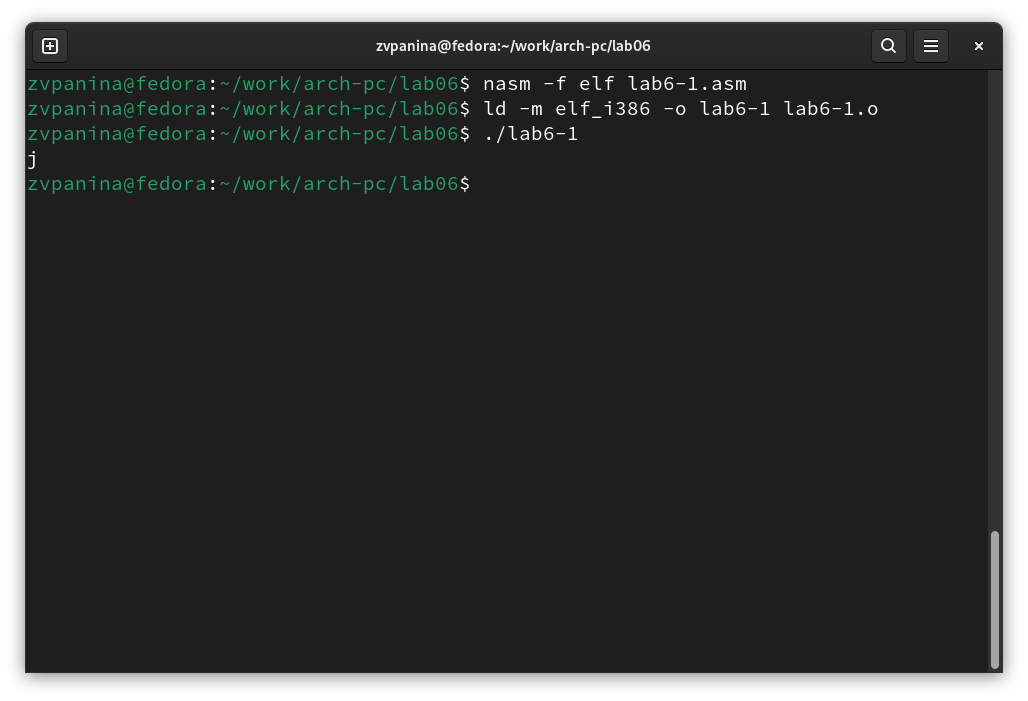 zvpanina@fedora:~/work/arch-pc/lab06
zvpanina@fedora:~/work/arch-pc/lab06$ nasm -f elf lab6-1.asm
zvpanina@fedora:~/work/arch-pc/lab06$ ld -m elf_i386 -o lab6-1 lab6-1.o
zvpanina@fedora:~/work/arch-pc/lab06$ ./lab6-1
j
zvpanina@fedora:~/work/arch-pc/lab06$